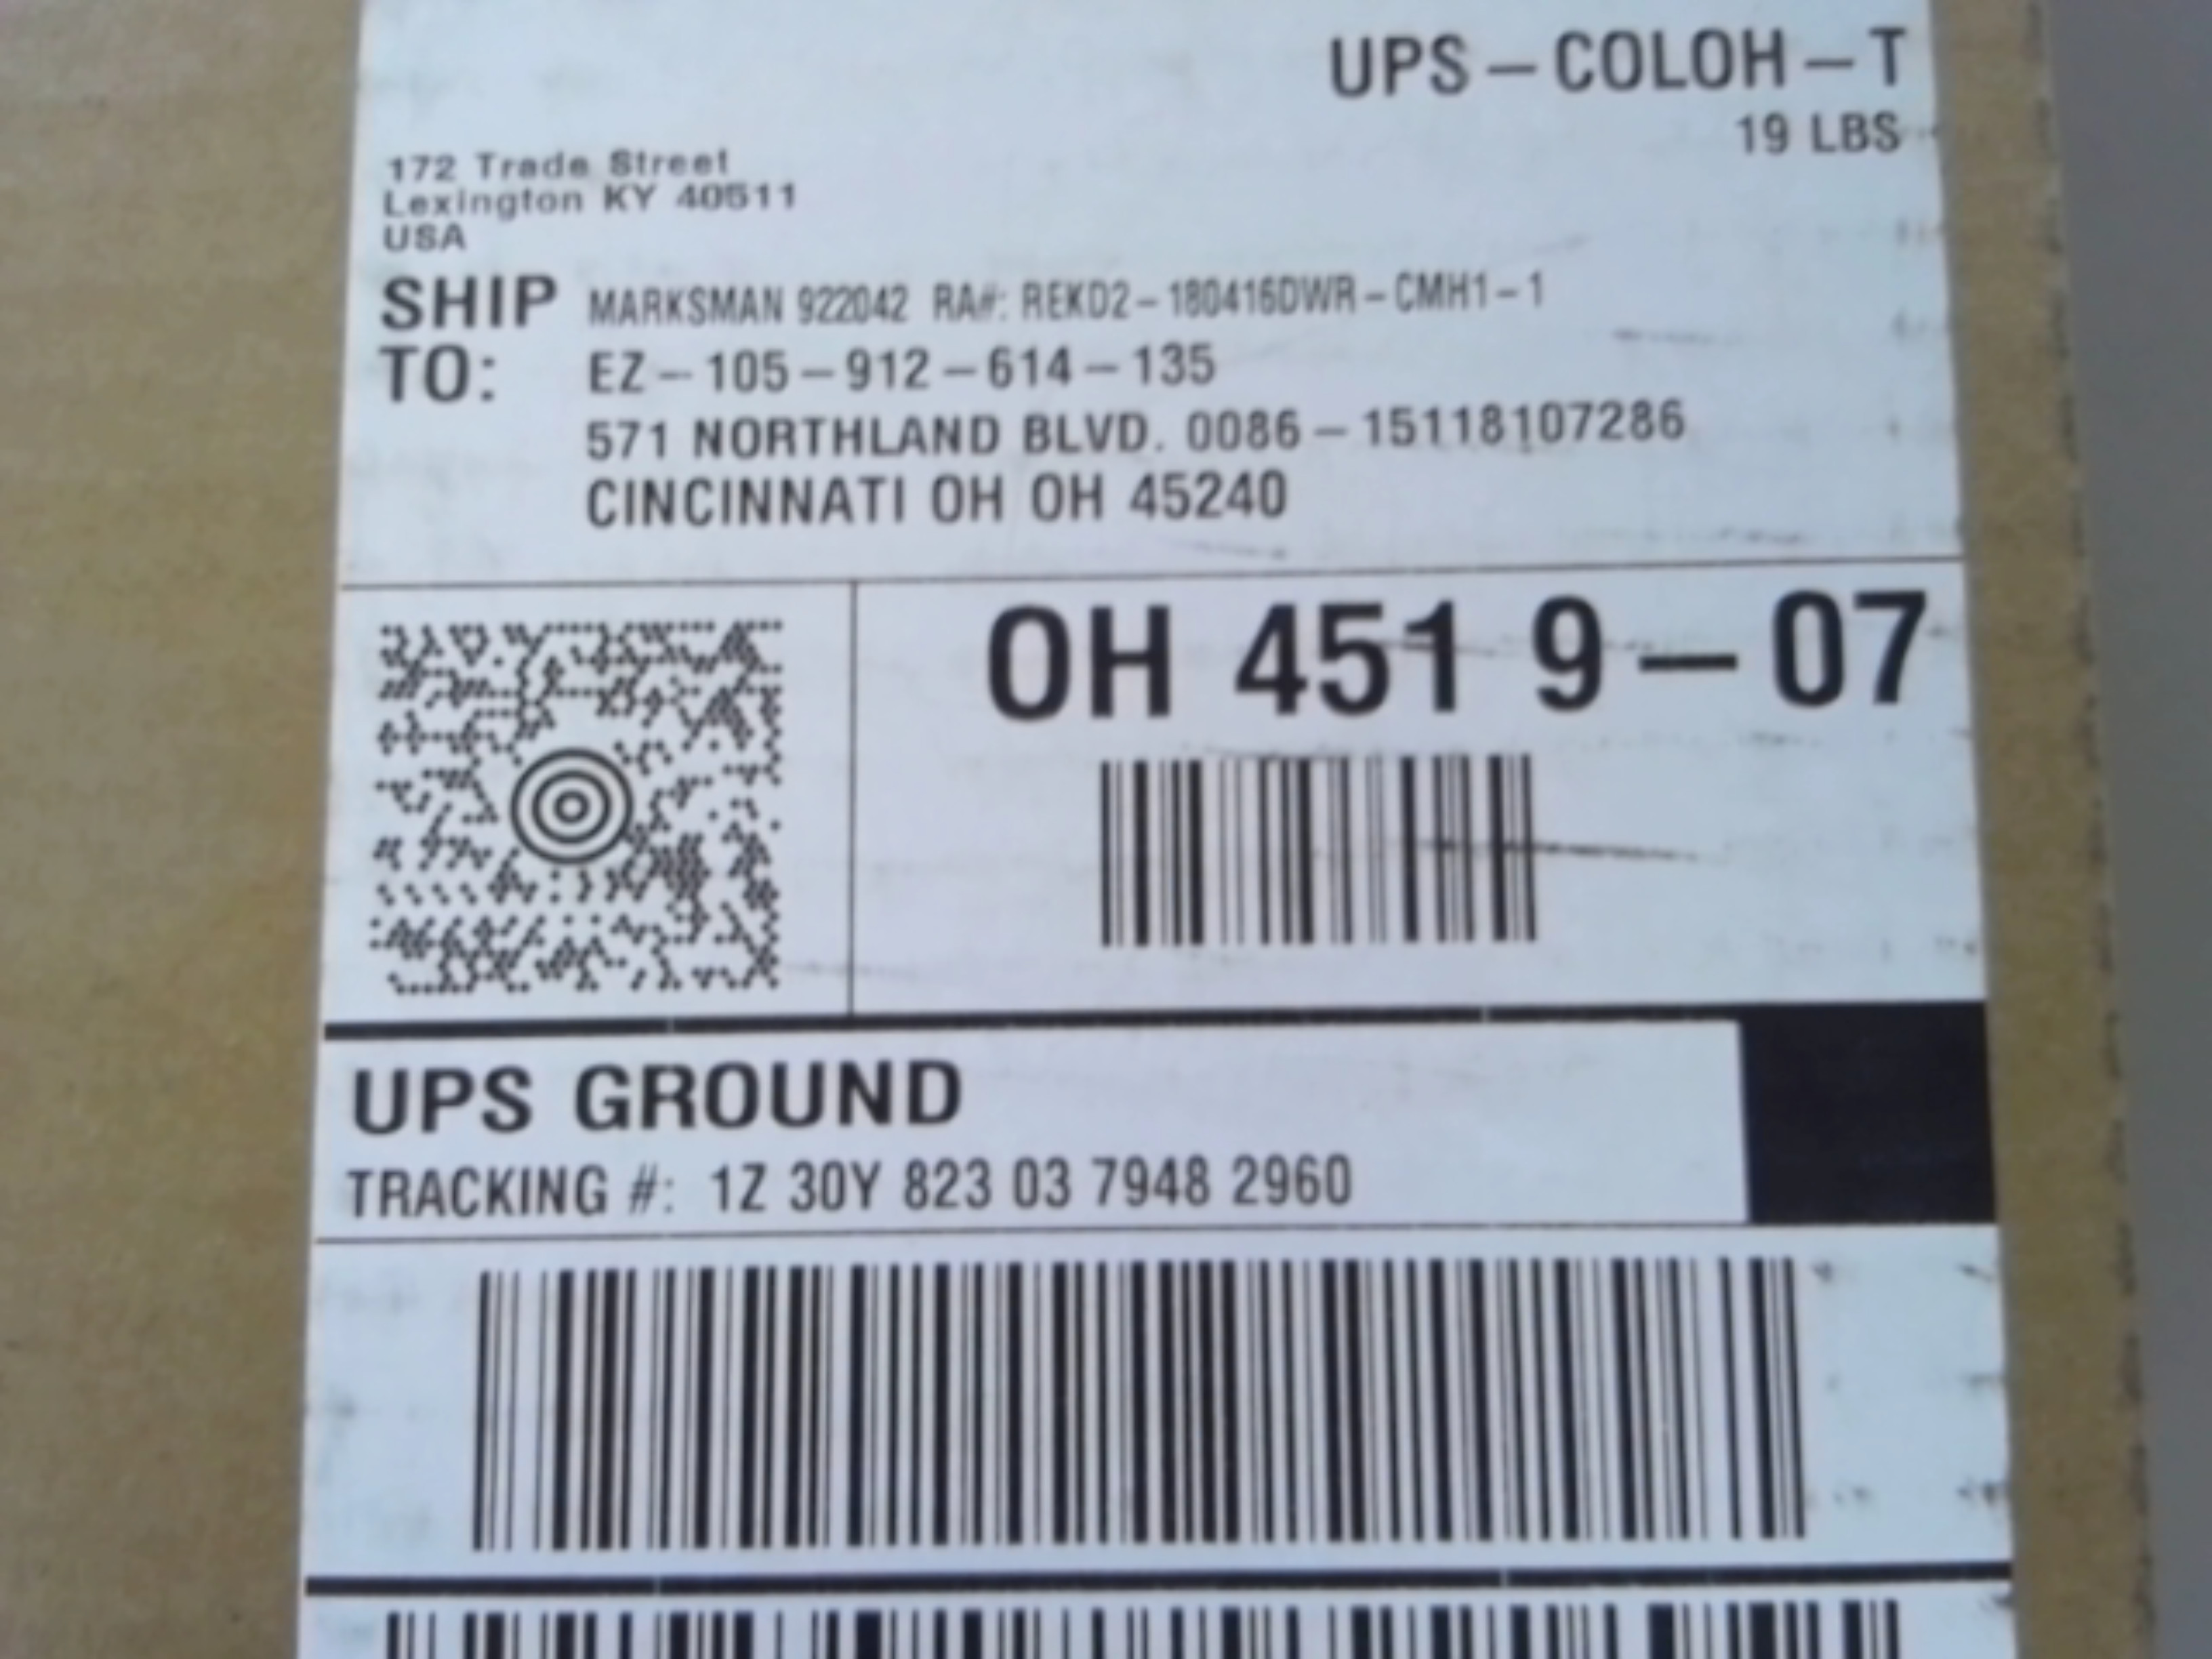 UPS - COLOH - T
19 LBS
172 Trade Street
Lexington KY 40511
USA
SHIP TO:
MARKSMAN 922042 RA#: REKD2-180416DWR-CMH1-1
EZ-105-912-614-135
571 NORTHLAND BLVD. 0086-15118107286
CINCINNATI OH OH 45240
OH 451 9-07
UPS GROUND
TRACKING #: 1Z 30Y 823 03 7948 2960